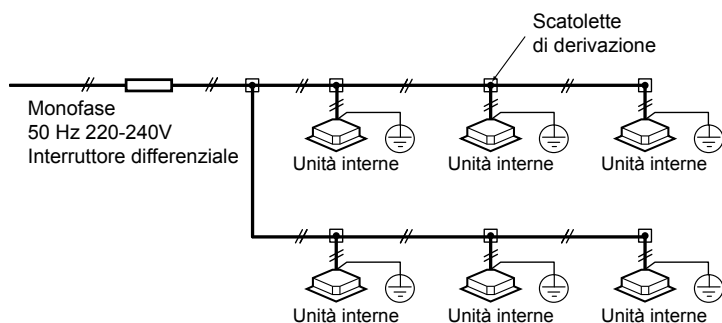 Scatolette
di derivazione
Monofase
50 Hz 220-240V
Interruttore differenziale
Unità interne
Unità interne
Unità interne
Unità interne
Unità interne
Unità interne